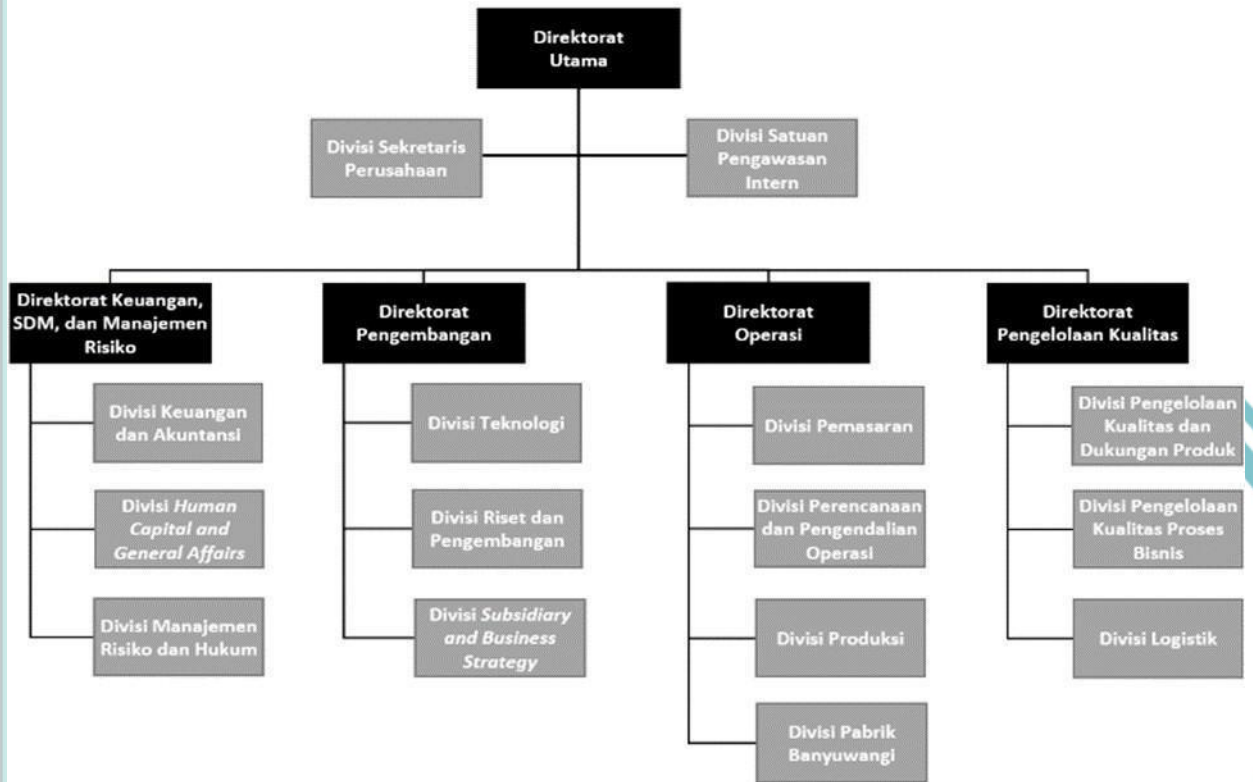 Direktorat
Utama
Divisi Sekretaris
Perusahaan
Divisi Satuan
Pengawasan
Intern
Direktorat Keuangan,
SDM, dan Manajemen
Risiko
Divisi Keuangan
dan Akuntansi
Divisi Human
Capital and
General Affairs
Divisi Manajemen
Risiko dan Hukum
Direktorat
Pengembangan
Divisi Teknologi
Divisi Riset dan
Pengembangan
Divisi Subsidiary
and Business
Strategy
Direktorat
Operasi
Divisi Pemasaran
Divisi Perencanaan
dan Pengendalian
Operasi
Divisi Produksi
Divisi Pabrik
Banyuwangi
Direktorat
Pengelolaan Kualitas
Divisi Pengelolaan
Kualitas dan
Dukungan Produk
Divisi Pengelolaan
Kualitas Proses
Bisnis
Divisi Logistik